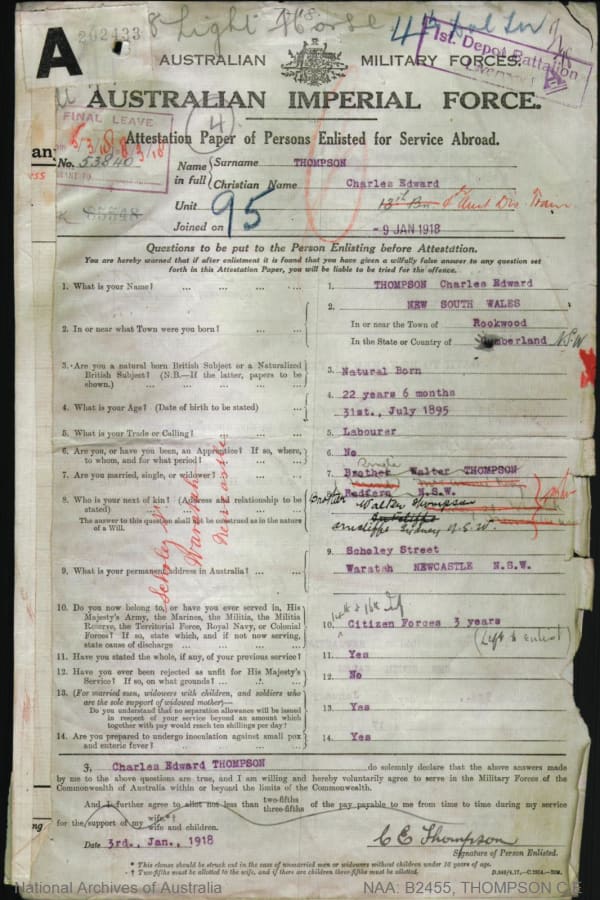 202433
8 Light Horse
1st. Depot Battalion
A
AUSTRALIAN MILITARY FORCES.
AUSTRALIAN IMPERIAL FORCE.
FINAL LEAVE
4
Attestation Paper of Persons Enlisted for Service Abroad.
No. 53840
Name in full
Surname THOMPSON
Christian Name Charles Edward
Unit 13th Bn
Joined on - 9 JAN 1918
95
Questions to be put to the Person Enlisting before Attestation.
You are hereby warned that if after enlistment it is found that you have given a wilfully false answer to any question set
forth in this Attestation Paper, you will be liable to be tried for the offence.
1. What is your Name? ... ... ... ...
1. THOMPSON Charles Edward
2. NEW SOUTH WALES
2. In or near what Town were you born? ... ...
In or near the Town of Rookwood
In the State or Country of Cumberland N.S.W
3. Are you a natural born British Subject or a Naturalized
British Subject? (N.B.—If the latter, papers to be
shown.) ... ... ... ...
3. Natural Born
4. What is your Age? (Date of birth to be stated) ...
4. 22 years 6 months
31st., July 1895
5. What is your Trade or Calling? ... ...
5. Labourer
6. Are you, or have you been, an Apprentice? If so, where,
to whom, and for what period? ... ...
6. No
7. Are you married, single, or widower? ... ...
7. Single
Brother Walter THOMPSON
8. Who is your next of kin? (Address and relationship to be
stated)
The answer to this question shall not be construed as in the nature
of a Will.
8. Redfern N.S.W.
Brother Walter Thompson
Arncliffe Sydney N.S.W.
9. What is your permanent address in Australia? ... ...
9. Scholey Street
Waratah NEWCASTLE N.S.W.
Scholey St
Waratah
Newcastle
10. Do you now belong to, or have you ever served in, His
Majesty's Army, the Marines, the Militia, the Militia
Reserve, the Territorial Force, Royal Navy, or Colonial
Forces? If so, state which, and if not now serving,
state cause of discharge ... ... ...
14th & 16th Inf
10. Citizen Forces 3 years
(Left to enlist)
11. Have you stated the whole, if any, of your previous service?
11. Yes
12. Have you ever been rejected as unfit for His Majesty's
Service? If so, on what grounds? ... ... ...
12. No
13. (For married men, widowers with children, and soldiers who
are the sole support of widowed mother)—
Do you understand that no separation allowance will be issued
in respect of your service beyond an amount which
together with pay would reach ten shillings per day?
13. Yes
14. Are you prepared to undergo inoculation against small pox
and enteric fever? ... ... ...
14. Yes
I, Charles Edward THOMPSON do solemnly declare that the above answers made
by me to the above questions are true, and I am willing and hereby voluntarily agree to serve in the Military Forces of the
Commonwealth of Australia within or beyond the limits of the Commonwealth.
And I further agree to allot not less than two-fifths three-fifths of the pay payable to me from time to time during my service
for the support of my wife*† wife and children.
Date 3rd., Jan., 1918
C E Thompson
Signature of Person Enlisted.
* This clause should be struck out in the case of unmarried men or widowers without children under 16 years of age.
† Two-fifths must be allotted to the wife, and if there are children three-fifths must be allotted.
National Archives of Australia
NAA: B2455, THOMPSON C E